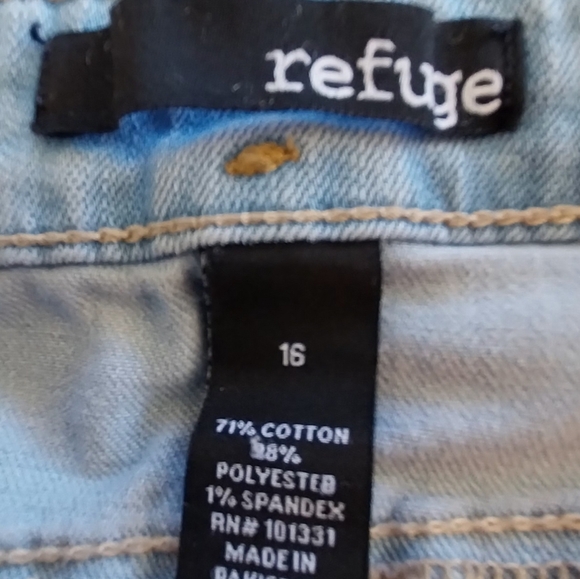 refuge
16
71% COTTON
28%
POLYESTER
1% SPANDEX
RN# 101331
MADE IN